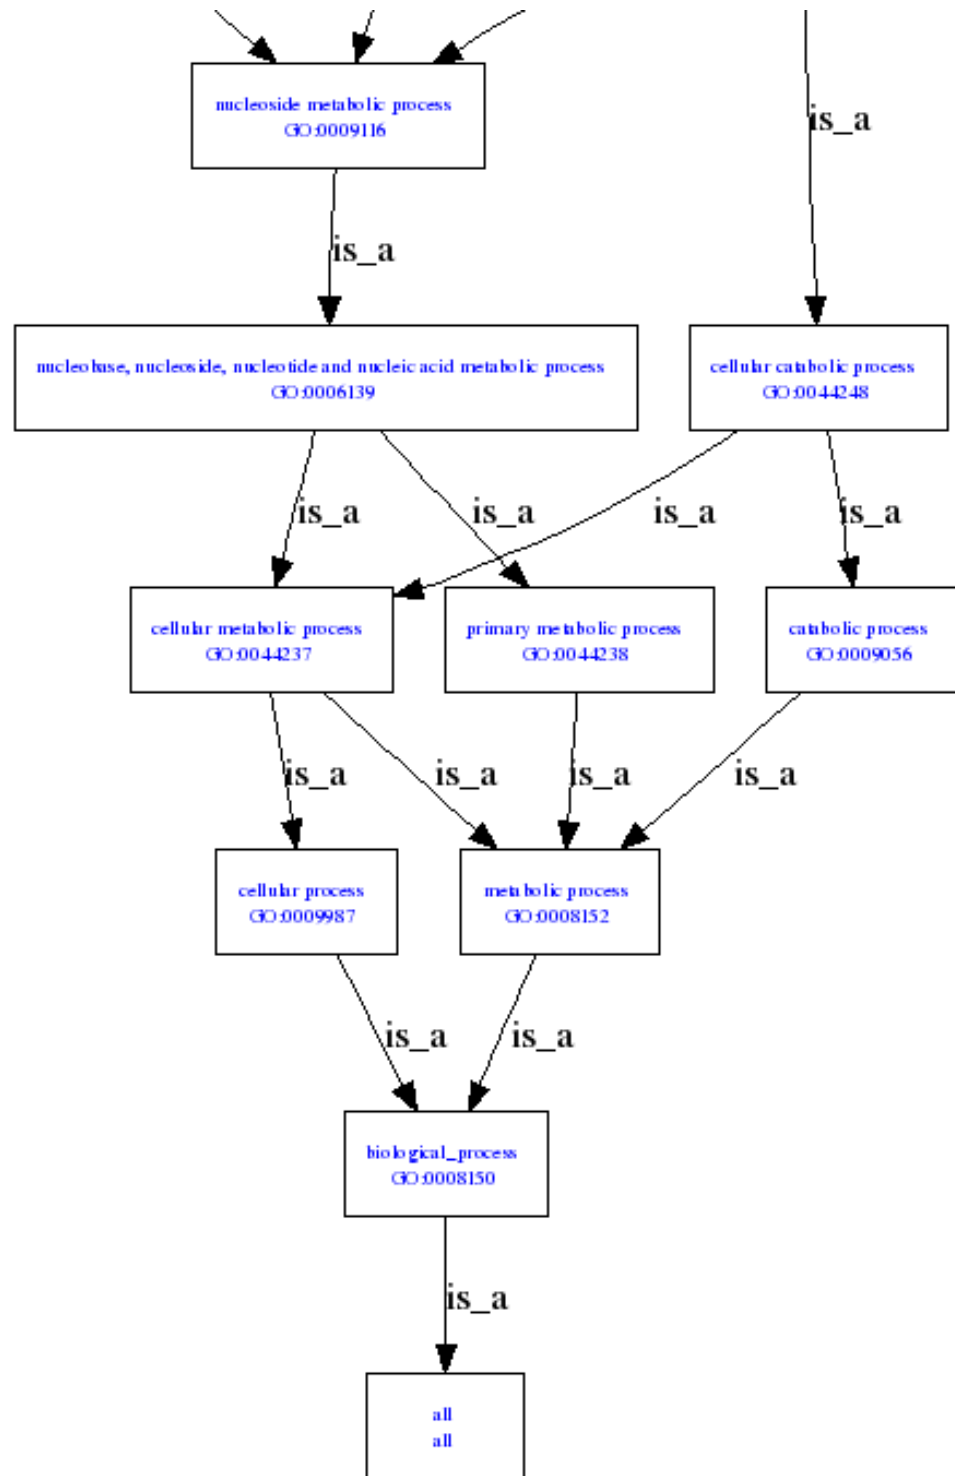 nucleoside metabolic process
GO:0009116
is_a
is_a
nucleobase, nucleoside, nucleotide and nucleic acid metabolic process
GO:0006139
cellular catabolic process
GO:0044248
is_a
is_a
is_a
is_a
cellular metabolic process
GO:0044237
primary metabolic process
GO:0044238
catabolic process
GO:0009056
is_a
is_a
is_a
is_a
cellular process
GO:0009987
metabolic process
GO:0008152
is_a
is_a
biological_process
GO:0008150
is_a
all
all